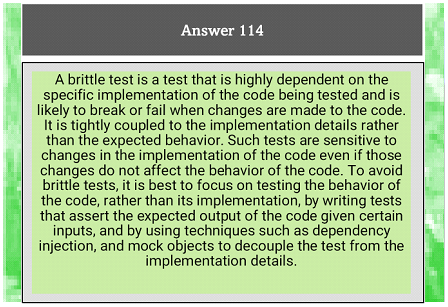 Answer 114
A brittle test is a test that is highly dependent on the
specific implementation of the code being tested and is
likely to break or fail when changes are made to the code.
It is tightly coupled to the implementation details rather
than the expected behavior. Such tests are sensitive to
changes in the implementation of the code even if those
changes do not affect the behavior of the code. To avoid
brittle tests, it is best to focus on testing the behavior of
the code, rather than its implementation, by writing tests
that assert the expected output of the code given certain
inputs, and by using techniques such as dependency
injection, and mock objects to decouple the test from the
implementation details.